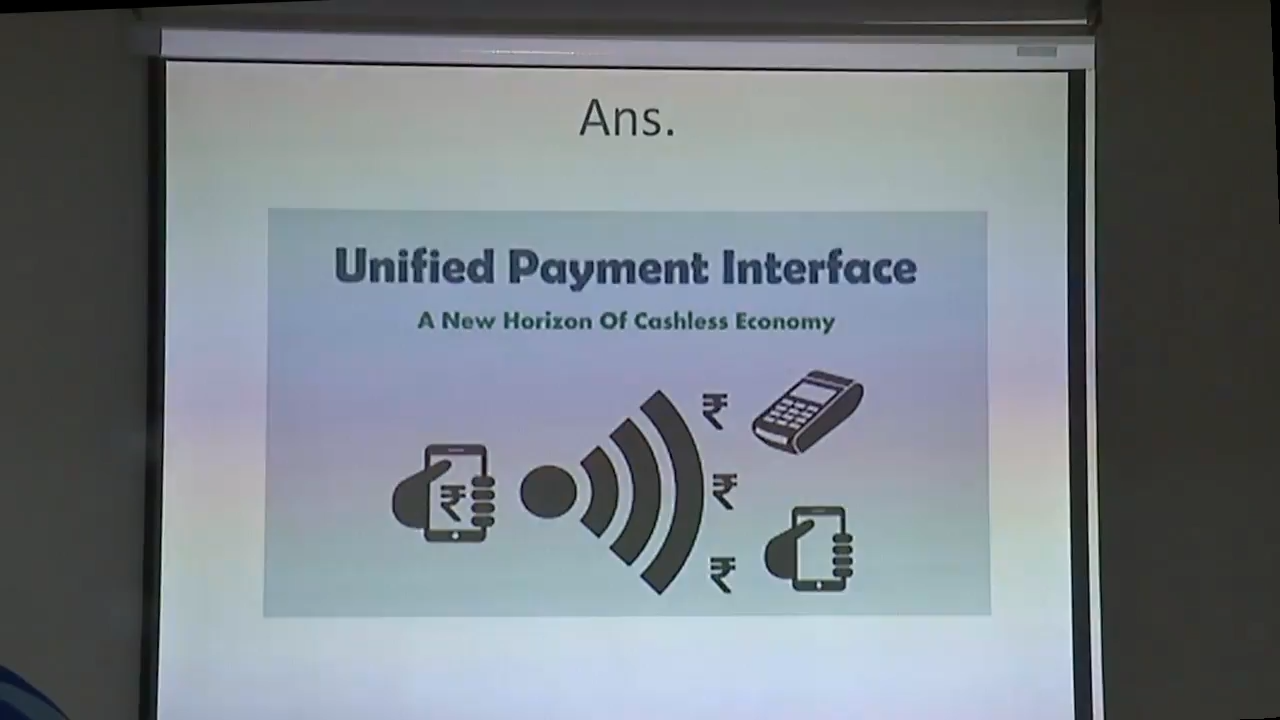 Ans.
Unified Payment Interface
A New Horizon Of Cashless Economy
₹
₹
₹
₹